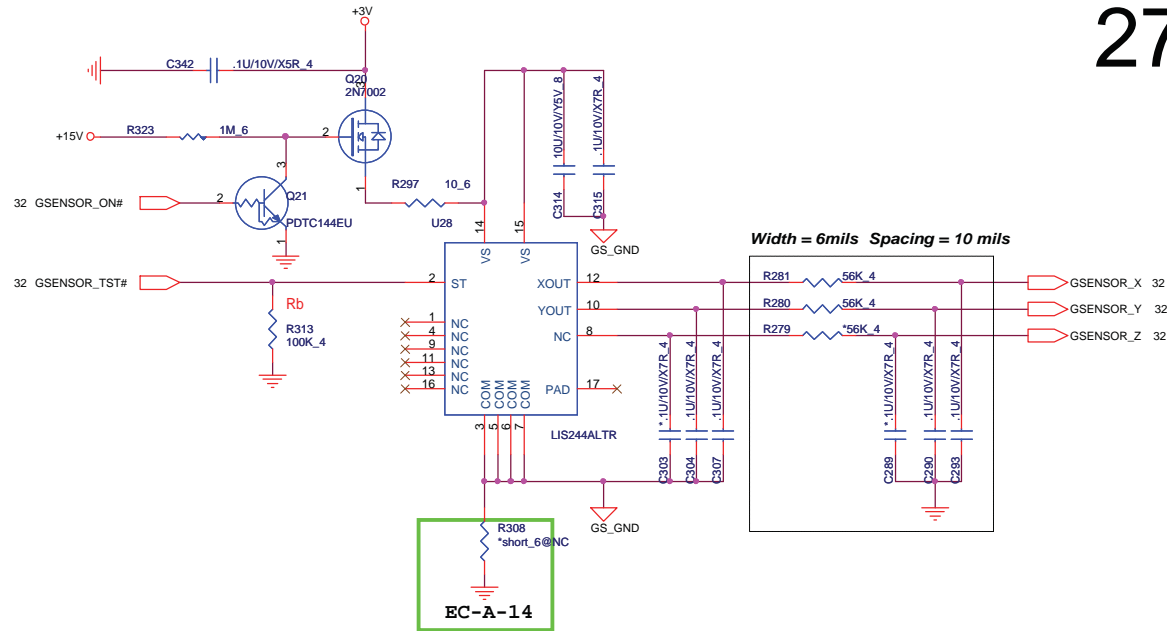 27
+3V
C342
.1U/10V/X5R_4
Q20
2N7002
3
2
1
+15V
R323
1M_6
3
2
1
Q21
PDTC144EU
32 GSENSOR_ON#
R297
10_6
U28
10U/10V/Y5V_8
.1U/10V/X7R_4
C314
C315
GS_GND
14
15
VS
VS
Width = 6mils Spacing = 10 mils
32 GSENSOR_TST#
2
ST
XOUT
12
R281
56K_4
GSENSOR_X 32
YOUT
10
R280
56K_4
GSENSOR_Y 32
NC
8
R279
*56K_4
GSENSOR_Z 32
Rb
R313
100K_4
1
NC
4
NC
9
NC
11
NC
13
NC
16
NC
PAD
17
COM
COM
COM
COM
3
5
6
7
LIS244ALTR
*.1U/10V/X7R_4
.1U/10V/X7R_4
.1U/10V/X7R_4
C303
C304
C307
*.1U/10V/X7R_4
.1U/10V/X7R_4
.1U/10V/X7R_4
C289
C290
C293
GS_GND
R308
*short_6@NC
EC-A-14